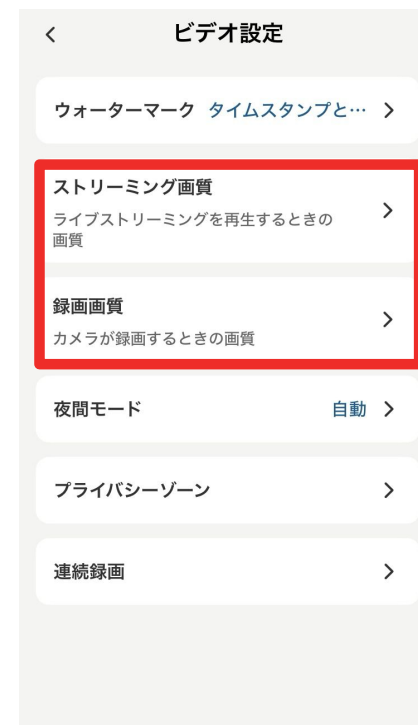 ビデオ設定
ウォーターマーク タイムスタンプと…
ストリーミング画質
ライブストリーミングを再生するときの
画質
録画画質
カメラが録画するときの画質
夜間モード 自動
プライバシーゾーン
連続録画